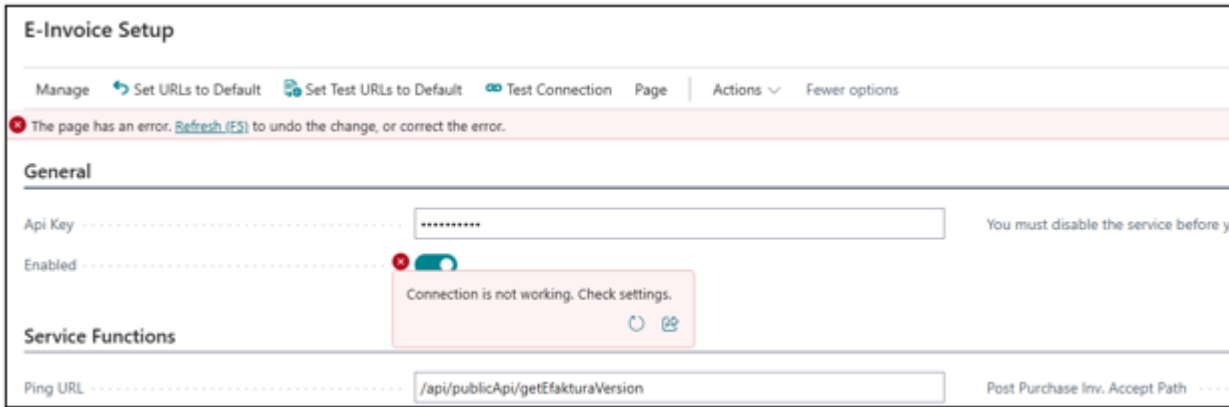 E-Invoice Setup
Manage Set URLs to Default Set Test URLs to Default Test Connection Page Actions Fewer options
The page has an error. Refresh (F5) to undo the change, or correct the error.
General
Api Key •••••••••• You must disable the service before y
Enabled
Connection is not working. Check settings.
Service Functions
Ping URL /api/publicApi/getEfakturaVersion Post Purchase Inv. Accept Path